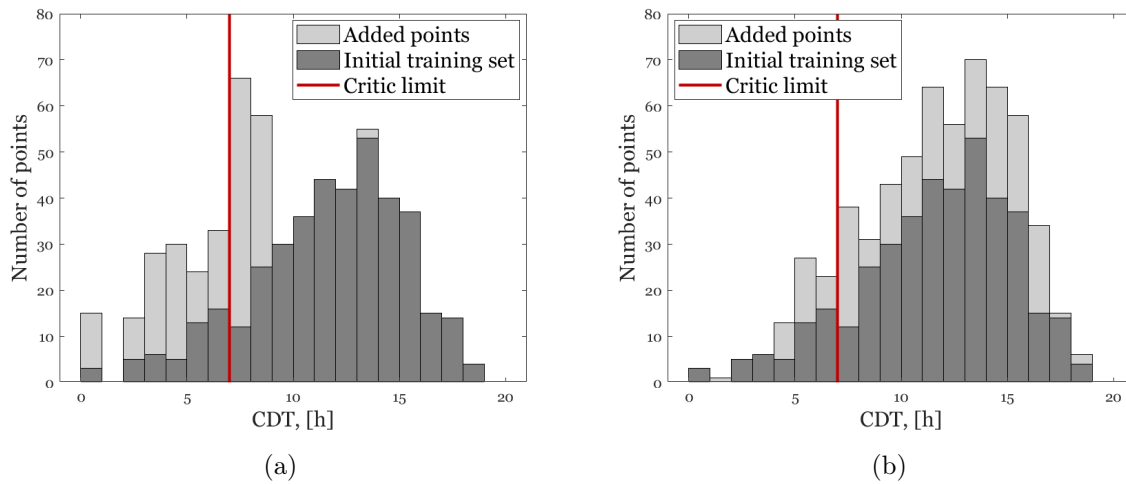 80
70
60
50
40
30
20
10
0
Number of points
Added points
Initial training set
Critic limit
0 5 10 15 20
CDT, [h]
(a)
80
70
60
50
40
30
20
10
0
Number of points
Added points
Initial training set
Critic limit
0 5 10 15 20
CDT, [h]
(b)